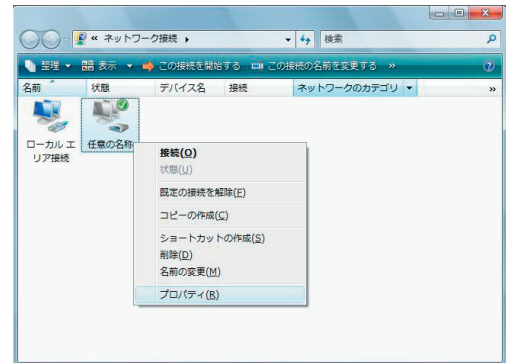 « ネットワーク接続
検索
整理 表示 この接続を開始する この接続の名前を変更する »
名前 状態 デバイス名 接続 ネットワークのカテゴリ »
ローカル エリア接続
任意の名称
接続(O)
状態(U)
既定の接続を解除(F)
コピーの作成(C)
ショートカットの作成(S)
削除(D)
名前の変更(M)
プロパティ(R)